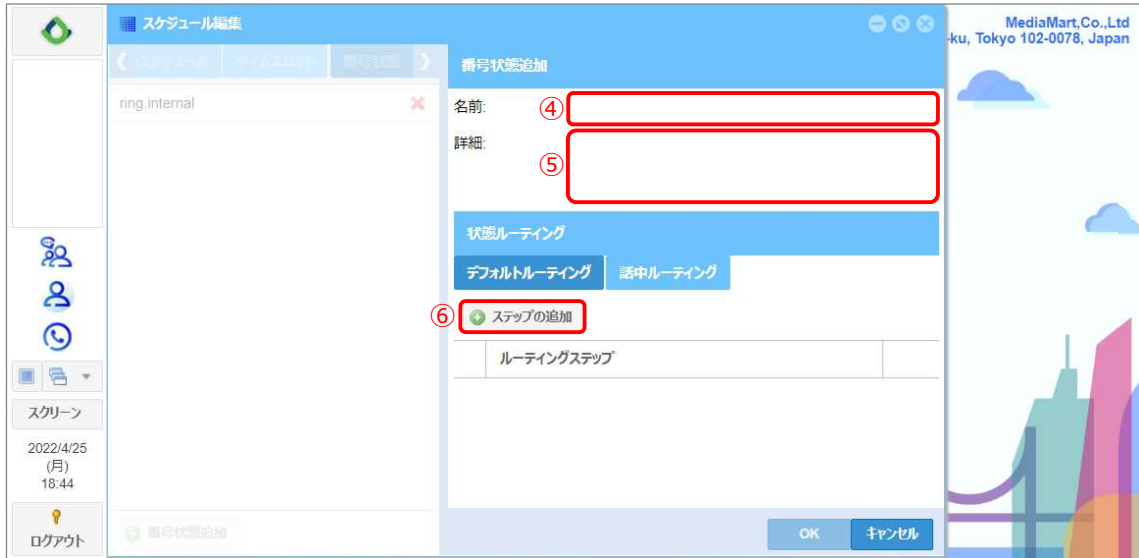 スケジュール編集
MediaMart,Co.,Ltd
-ku, Tokyo 102-0078, Japan
スケジュール タイムスロット 番号状態
番号状態追加
ring.internal
名前:
④
詳細:
⑤
状態ルーティング
デフォルトルーティング 話中ルーティング
⑥ ステップの追加
ルーティングステップ
スクリーン
2022/4/25
(月)
18:44
ログアウト
番号状態追加
OK キャンセル